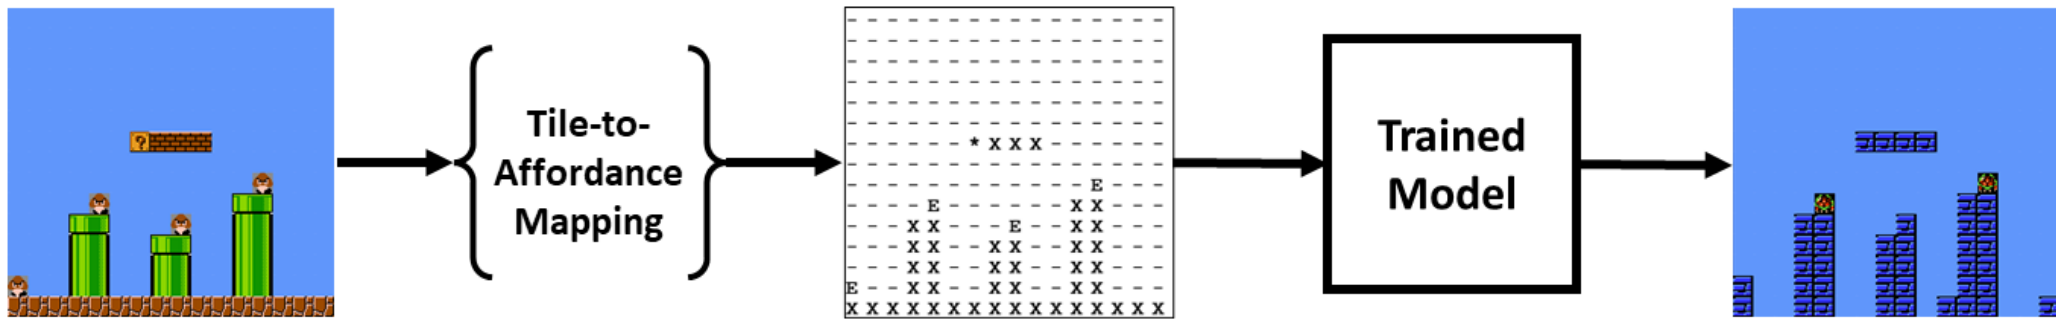 ?
Tile-to-
Affordance
Mapping
- - - - - - - - - - - - - - - -
- - - - - - - - - - - - - - - -
- - - - - - - - - - - - - - - -
- - - - - - - - - - - - - - - -
- - - - - - - - - - - - - - - -
- - - - - - - - - - - - - - - -
- - - - - - * X X X - - - - - -
- - - - - - - - - - - - - - - -
- - - - - - - - - - - - E - - -
- - - - E - - - - - - X X - - -
- - - X X - - - E - - X X - - -
- - - X X - - X X - - X X - - -
- - - X X - - X X - - X X - - -
E - - X X - - X X - - X X - - -
X X X X X X X X X X X X X X X X
Trained
Model